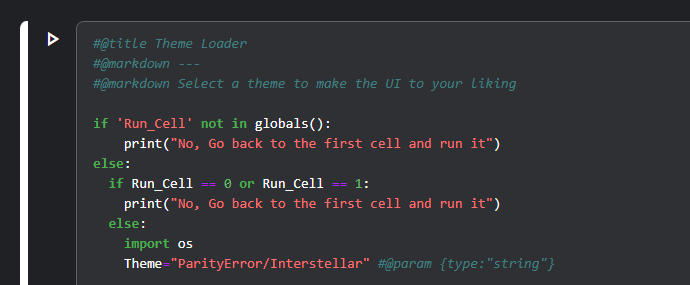 #@title Theme Loader
#@markdown ---
#@markdown Select a theme to make the UI to your liking
if 'Run_Cell' not in globals():
print("No, Go back to the first cell and run it")
else:
if Run_Cell == 0 or Run_Cell == 1:
print("No, Go back to the first cell and run it")
else:
import os
Theme="ParityError/Interstellar" #@param {type:"string"}